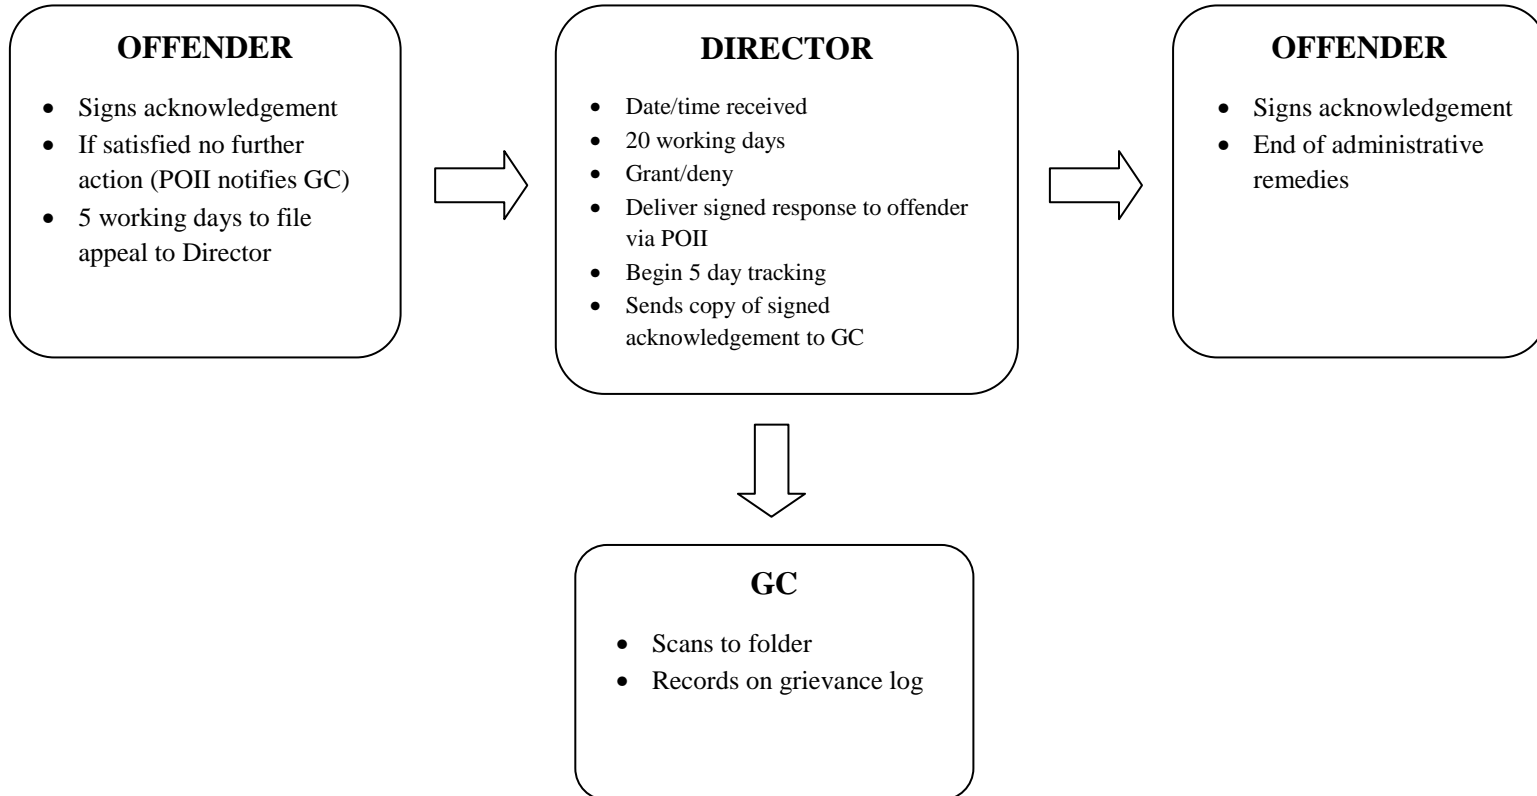 OFFENDER
• Signs acknowledgement
• If satisfied no further
action (POII notifies GC)
• 5 working days to file
appeal to Director
DIRECTOR
• Date/time received
• 20 working days
• Grant/deny
• Deliver signed response to offender
via POII
• Begin 5 day tracking
• Sends copy of signed
acknowledgement to GC
OFFENDER
• Signs acknowledgement
• End of administrative
remedies
GC
• Scans to folder
• Records on grievance log